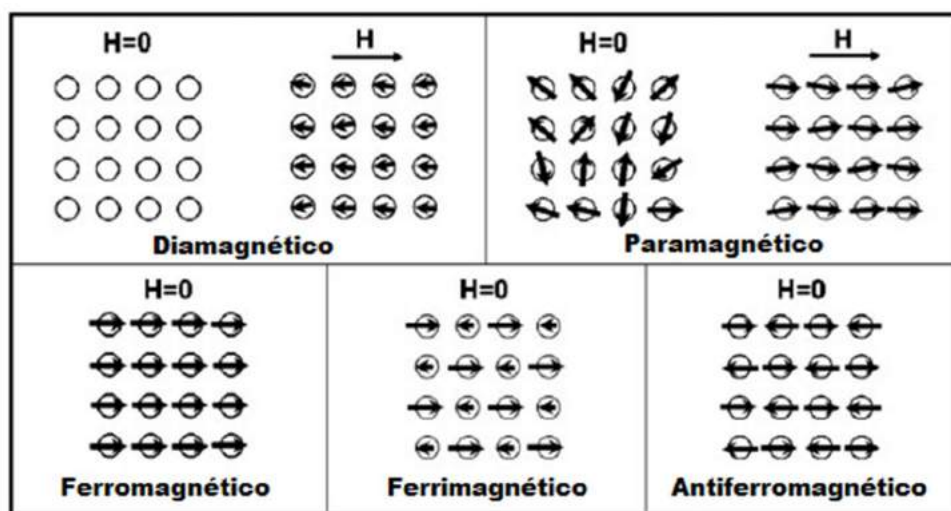 H=0
H
Diamagnético
H=0
H
Paramagnético
H=0
Ferromagnético
H=0
Ferrimagnético
H=0
Antiferromagnético